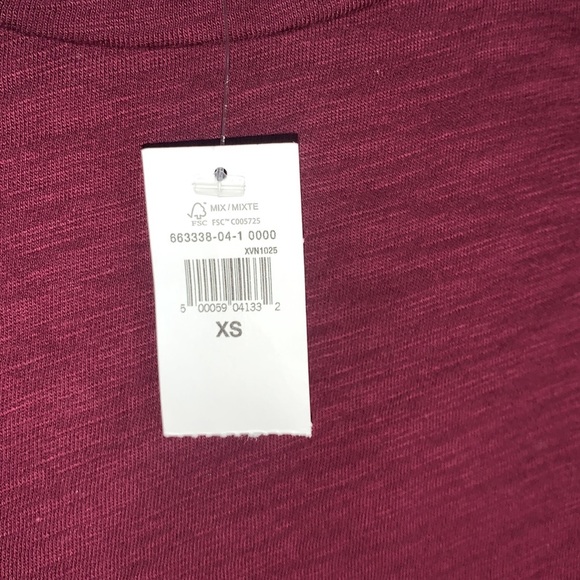 MIX / MIXTE
FSC FSC™ C005725
663338-04-1 0000
XVN1025
5 00059 04133 2
XS